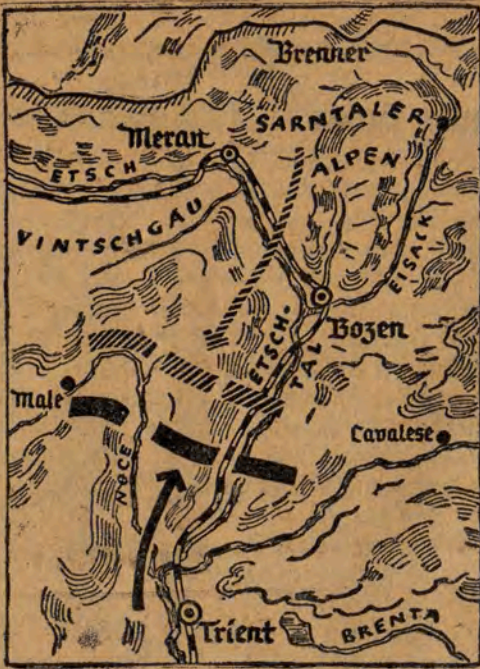 Brenner
SARNTALER
ALPEN
Meran
ETSCH
VINTSCHGAU
EISACK
Bozen
ETSCH-
TAL
Male
Cavalese
NOCE
Trient
BRENTA